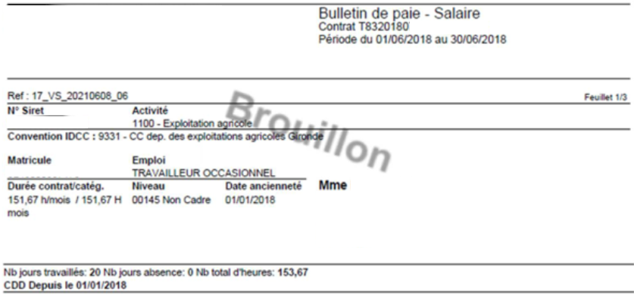 Bulletin de paie - Salaire
Contrat T8320180
Période du 01/06/2018 au 30/06/2018
Ref : 17_VS_20210608_06
Feuillet 1/3
N° Siret
Activité
1100 - Exploitation agricole
Brouillon
Convention IDCC : 9331 - CC dep. des exploitations agricoles Gironde
Matricule
Emploi
TRAVAILLEUR OCCASIONNEL
Durée contrat/catég.
Niveau
Date ancienneté
Mme
151,67 h/mois / 151,67 H
00145 Non Cadre
01/01/2018
mois
Nb jours travaillés: 20 Nb jours absence: 0 Nb total d'heures: 153,67
CDD Depuis le 01/01/2018